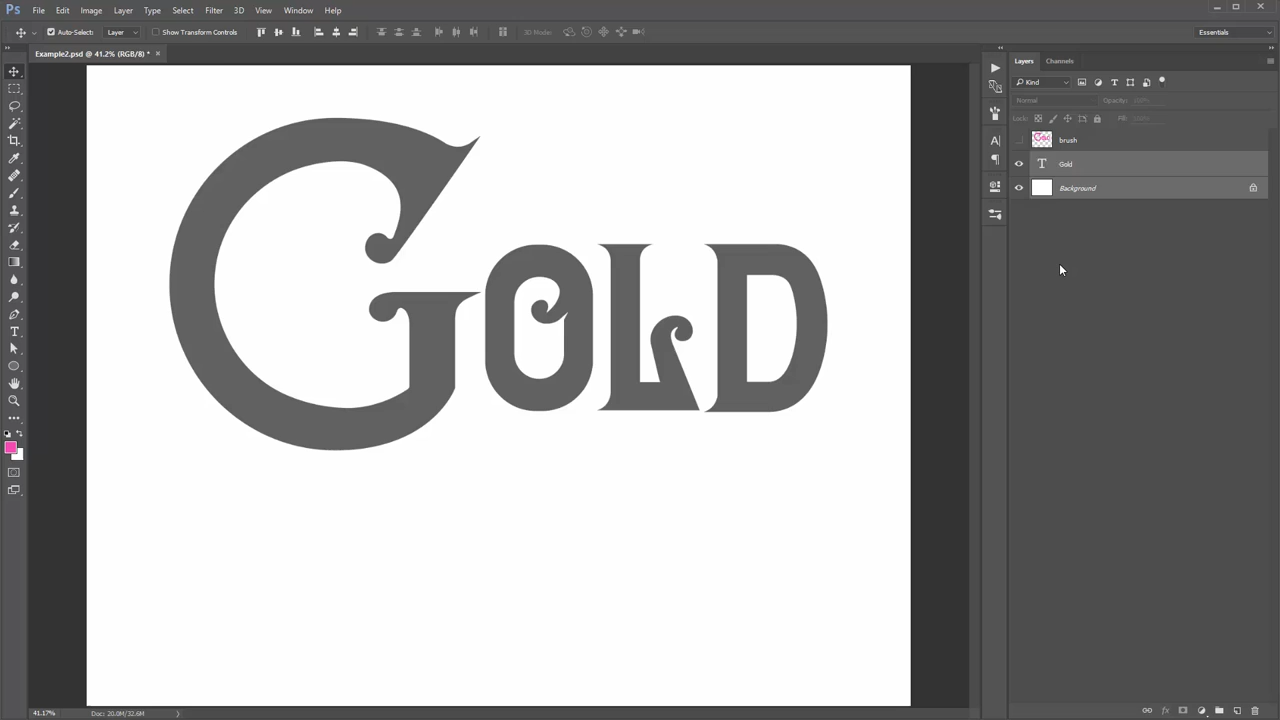 Ps File Edit Image Layer Type Select Filter 3D View Window Help
Auto-Select: Layer Show Transform Controls 3D Mode: Essentials
Example2.psd @ 41.2% (RGB/8) * ×
Layers Channels
Kind
Normal Opacity: 100%
Lock: Fill: 100%
brush
T Gold
Background
Gold
41.17% Doc: 20.0M/32.6M